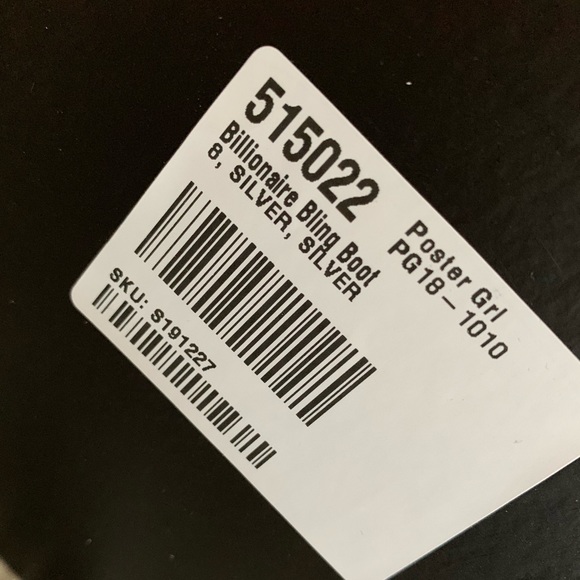 515022
Billionaire Bling Boot
8, SILVER, SILVER
Poster Grl
PG18-1010
SKU: S191227